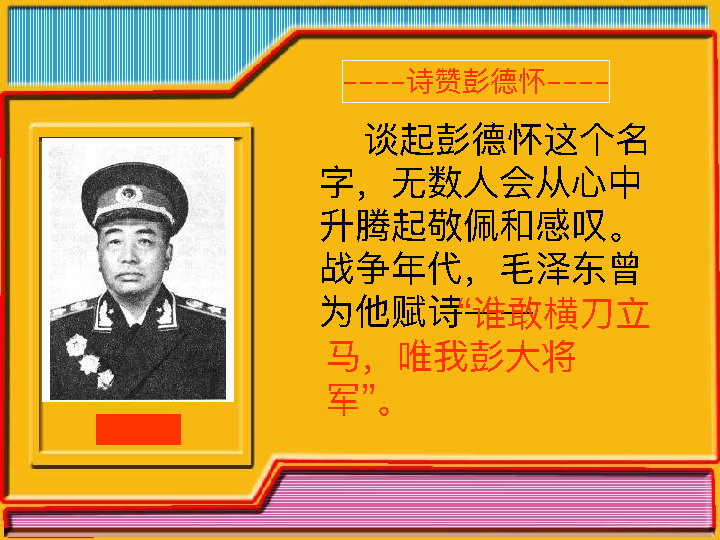 ----诗赞彭德怀----
谈起彭德怀这个名
字，无数人会从心中
升腾起敬佩和感叹。
战争年代，毛泽东曾
为他赋诗——“谁敢横刀立
马，唯我彭大将
军”。